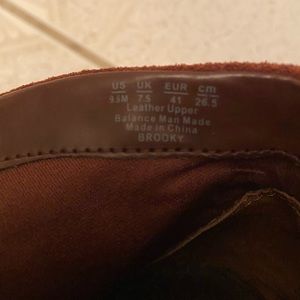 US UK EUR cm
9.5M 7.5 41 26.5
Leather Upper
Balance Man Made
Made in China
BROOKY